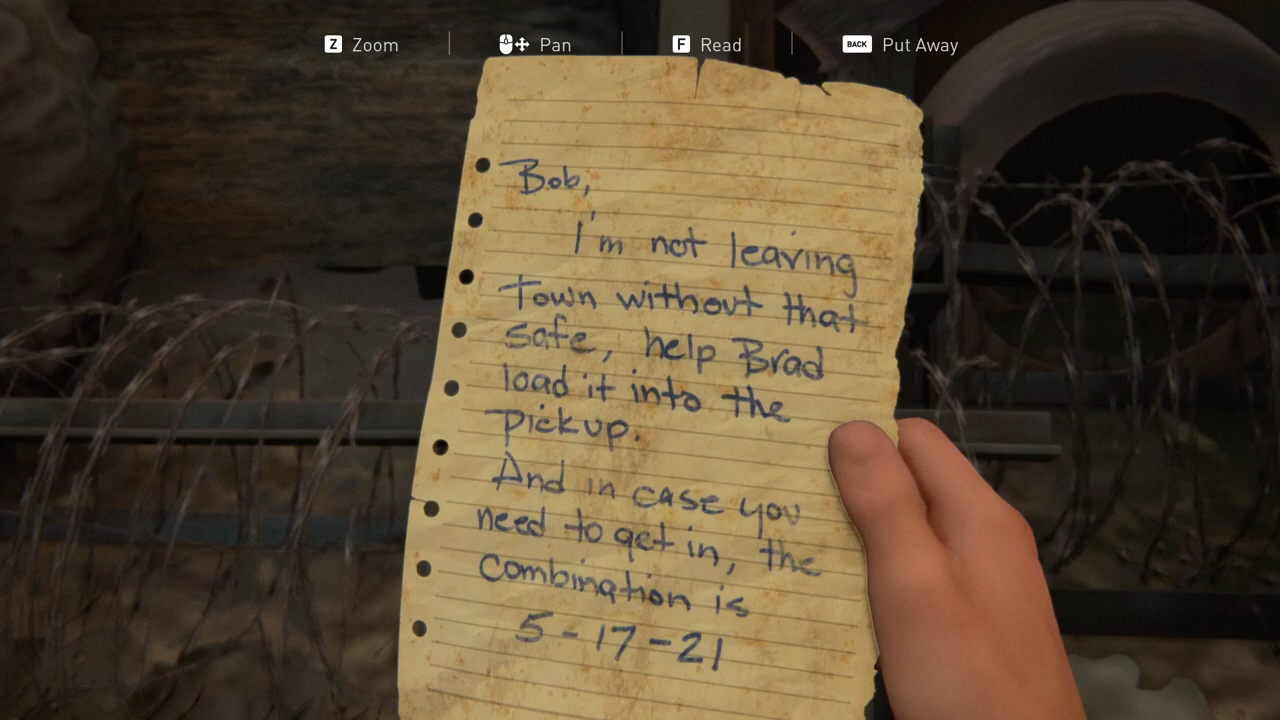 Z Zoom
Pan
F Read
BACK Put Away
Bob,
I'm not leaving
Town without that
safe, help Brad
load it into the
pickup.
And in case you
need to get in, the
combination is
5-17-21